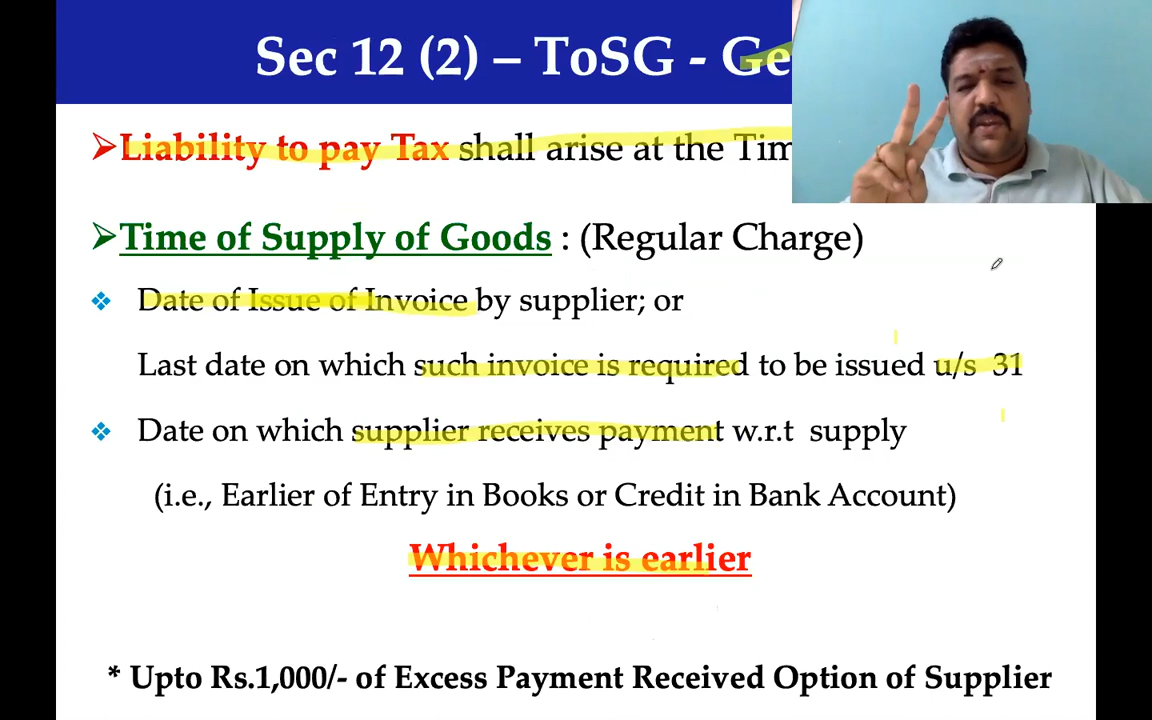 Sec 12 (2) – ToSG - Ge
➢Liability to pay Tax shall arise at the Tim
➢Time of Supply of Goods : (Regular Charge)
❖ Date of Issue of Invoice by supplier; or
Last date on which such invoice is required to be issued u/s 31
❖ Date on which supplier receives payment w.r.t supply
(i.e., Earlier of Entry in Books or Credit in Bank Account)
Whichever is earlier
* Upto Rs.1,000/- of Excess Payment Received Option of Supplier